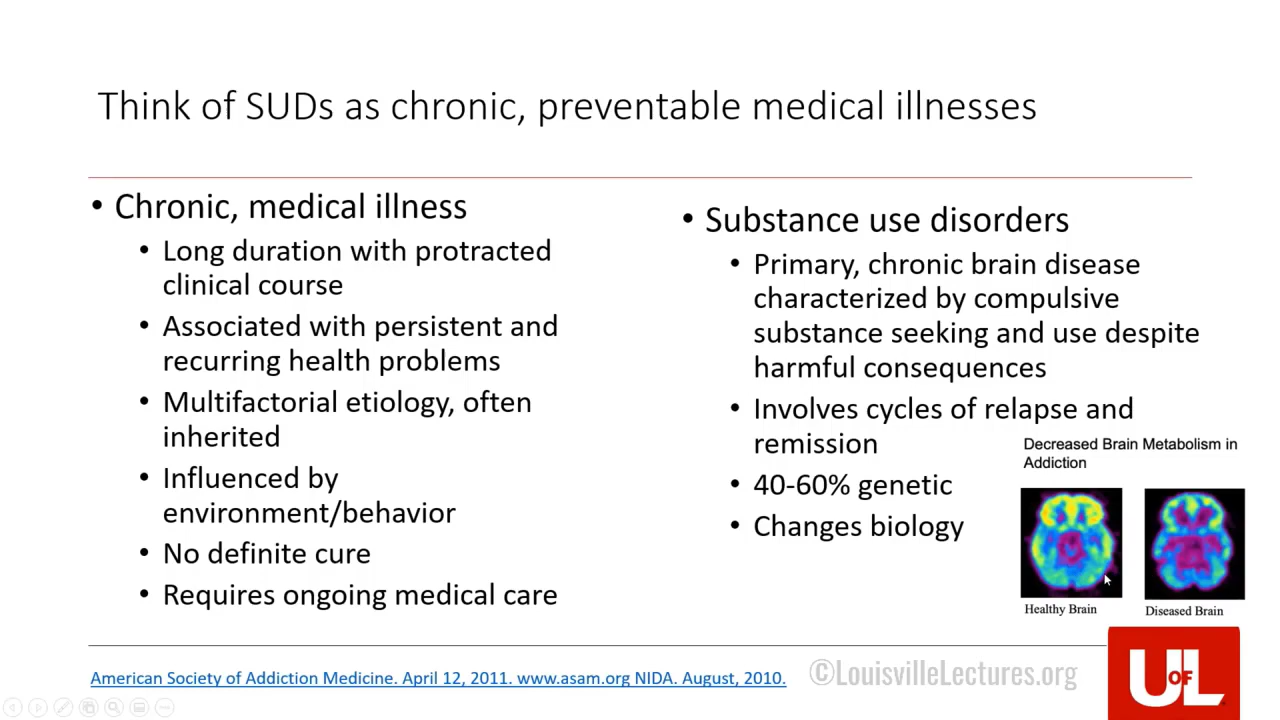 Think of SUDs as chronic, preventable medical illnesses
• Chronic, medical illness
• Long duration with protracted
clinical course
• Associated with persistent and
recurring health problems
• Multifactorial etiology, often
inherited
• Influenced by
environment/behavior
• No definite cure
• Requires ongoing medical care
• Substance use disorders
• Primary, chronic brain disease
characterized by compulsive
substance seeking and use despite
harmful consequences
• Involves cycles of relapse and
remission
• 40-60% genetic
• Changes biology
Decreased Brain Metabolism in
Addiction
Healthy Brain
Diseased Brain
American Society of Addiction Medicine. April 12, 2011. www.asam.org NIDA. August, 2010.
©LouisvilleLectures.org
UOFL